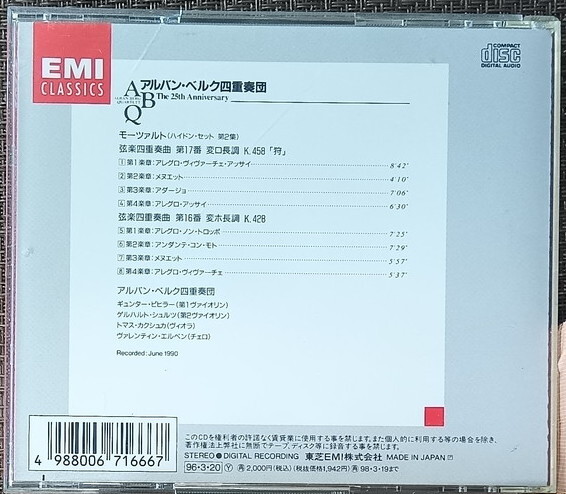 EMI
CLASSICS
COMPACT
disc
DIGITAL AUDIO
アルバン・ベルク四重奏団
ABQ
The 25th Anniversary
モーツァルト（ハイドン・セット 第2集）
弦楽四重奏曲 第17番 変ロ長調 K.458「狩」
1 第1楽章：アレグロ・ヴィヴァーチェ・アッサイ 8'42"
2 第2楽章：メヌエット 4'10"
3 第3楽章：アダージョ 7'06"
4 第4楽章：アレグロ・アッサイ 6'30"
弦楽四重奏曲 第16番 変ホ長調 K.428
5 第1楽章：アレグロ・ノン・トロッポ 7'25"
6 第2楽章：アンダンテ・コン・モト 7'29"
7 第3楽章：メヌエット 5'57"
8 第4楽章：アレグロ・ヴィヴァーチェ 5'37"
アルバン・ベルク四重奏団
ギュンター・ピヒラー（第1ヴァイオリン）
ゲルハルト・シュルツ（第2ヴァイオリン）
トマス・カクシュカ（ヴィオラ）
ヴァレンティン・エルベン（チェロ）
Recorded: June 1990
このCDを権利者の許諾なく賃貸業に使用する事を禁じます。また個人的に利用する等の場合を除き、
著作権法上弊社に無断でテープ、ディスク等に録音する事を禁じます。
STEREO ● DIGITAL RECORDING 東芝EMI株式会社 MADE IN JAPAN
96・3・20 Ⓨ 再 2,000円（税込）（税抜価格1,942円） 再 98・3・19まで
4 988006 716667